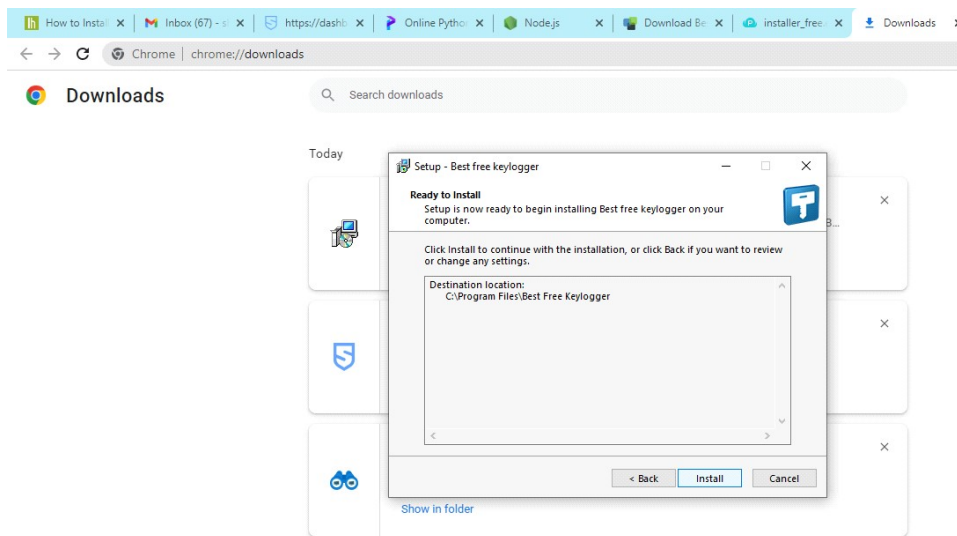 How to Install
Inbox (67) - s
https://dashb
Online Pytho
Node.js
Download Be
installer_free
Downloads
Chrome | chrome://downloads
Downloads
Search downloads
Today
Setup - Best free keylogger
Ready to Install
Setup is now ready to begin installing Best free keylogger on your
computer.
B...
Click Install to continue with the installation, or click Back if you want to review
or change any settings.
Destination location:
C:\Program Files\Best Free Keylogger
< Back
Install
Cancel
Show in folder